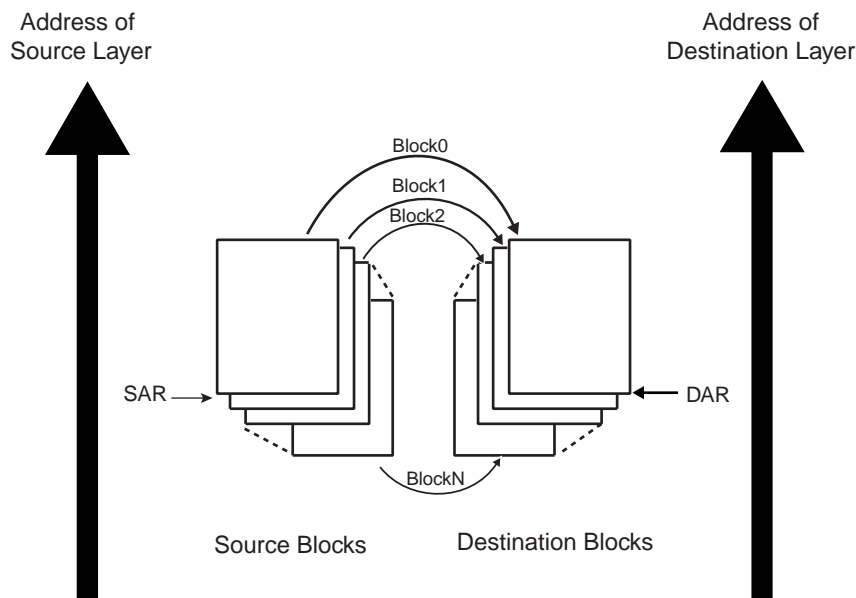 Address of
Source Layer
Address of
Destination Layer
Block0
Block1
Block2
SAR
DAR
BlockN
Source Blocks
Destination Blocks